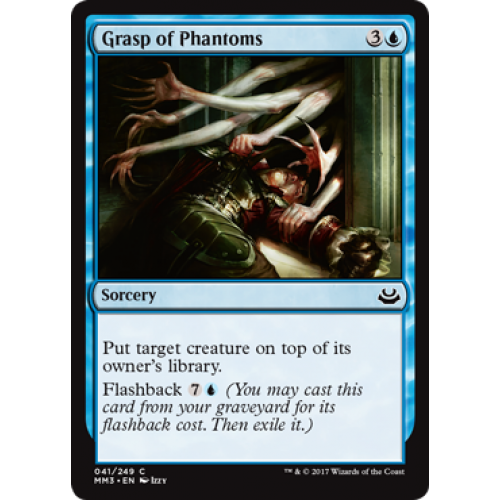 Grasp of Phantoms 3
Sorcery
Put target creature on top of its
owner's library.
Flashback 7 (You may cast this
card from your graveyard for its
flashback cost. Then exile it.)
041/249 C
MM3 • EN Izzy
™ & © 2017 Wizards of the Coast